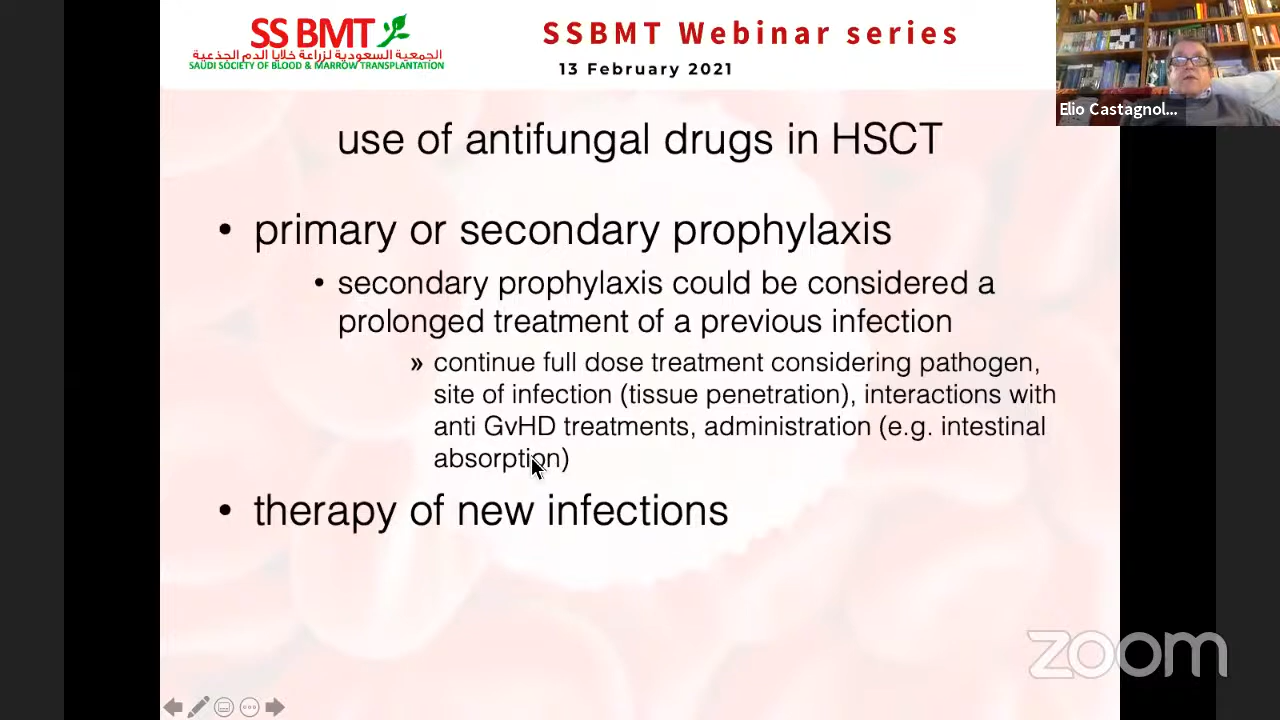 SS BMT
الجمعية السعودية لزراعة خلايا الدم الجذعية
SAUDI SOCIETY OF BLOOD & MARROW TRANSPLANTATION
SSBMT Webinar series
13 February 2021
Elio Castagnol...
use of antifungal drugs in HSCT
• primary or secondary prophylaxis
• secondary prophylaxis could be considered a
prolonged treatment of a previous infection
» continue full dose treatment considering pathogen,
site of infection (tissue penetration), interactions with
anti GvHD treatments, administration (e.g. intestinal
absorption)
• therapy of new infections
zoom